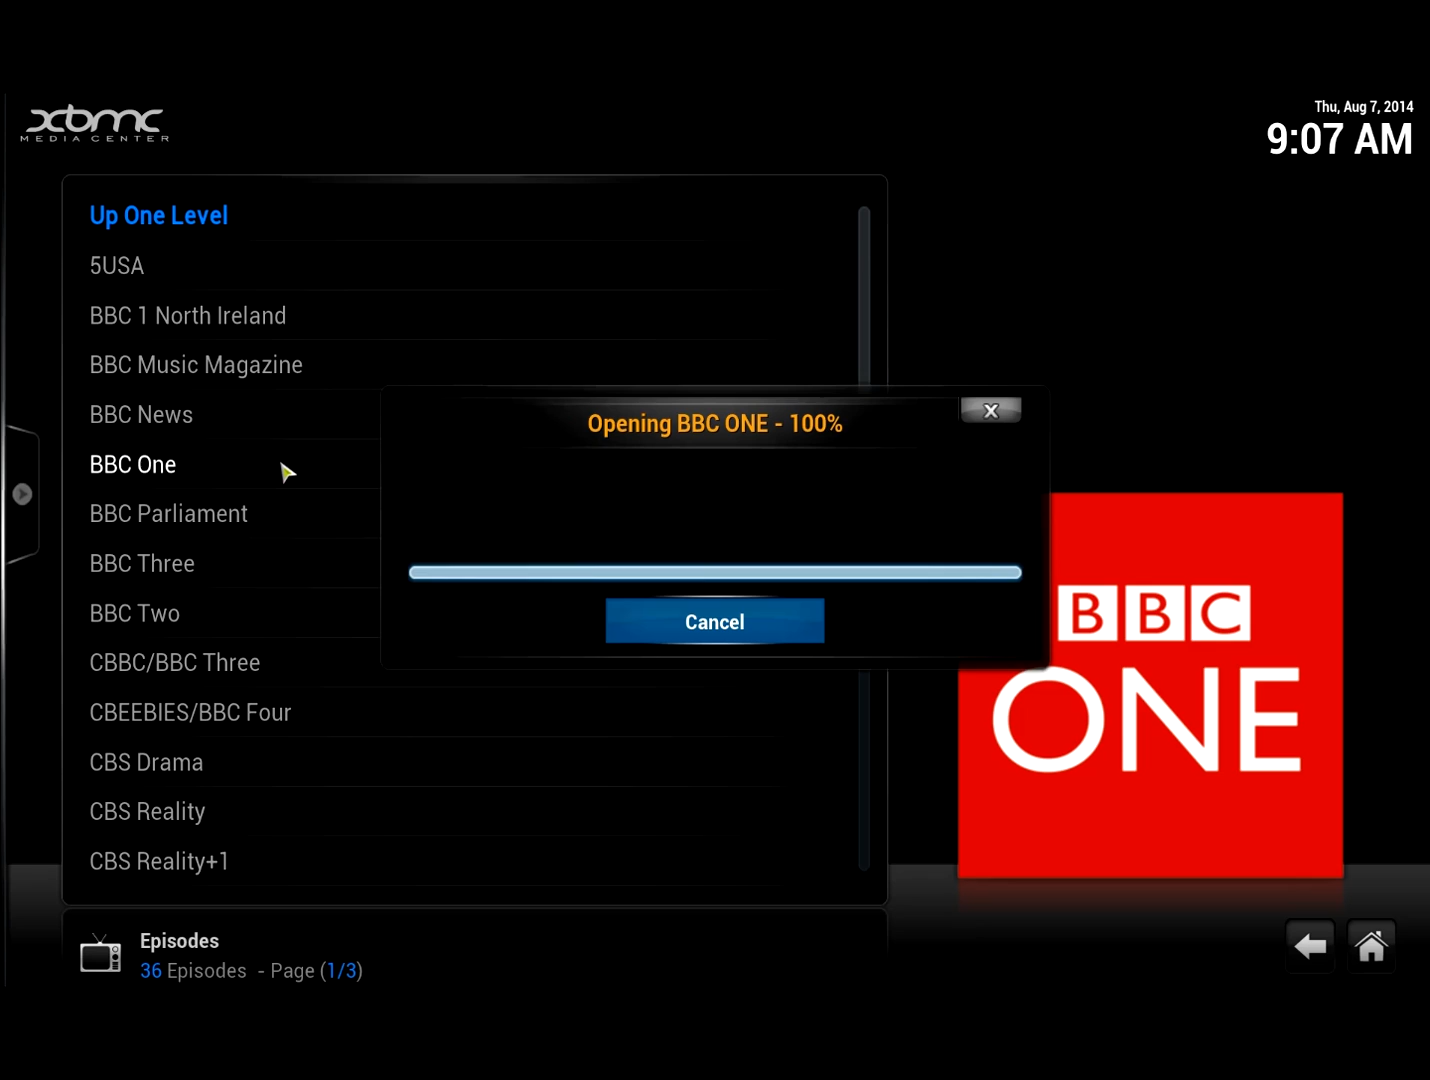 xbmc
MEDIA CENTER
Thu, Aug 7, 2014
9:07 AM
Up One Level
5USA
BBC 1 North Ireland
BBC Music Magazine
BBC News
BBC One
BBC Parliament
BBC Three
BBC Two
CBBC/BBC Three
CBEEBIES/BBC Four
CBS Drama
CBS Reality
CBS Reality+1
Opening BBC ONE - 100%
X
Cancel
BBC
ONE
Episodes
36 Episodes - Page (1/3)